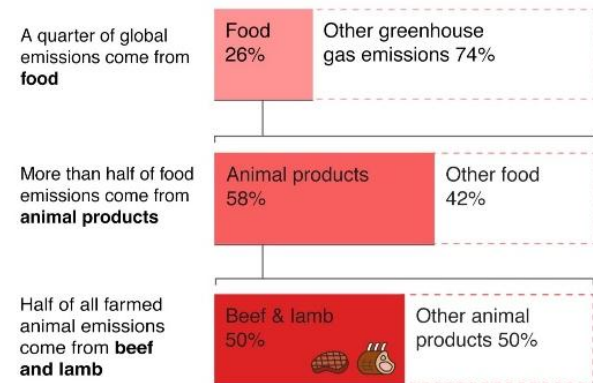 A quarter of global
emissions come from
food
Food
26%
Other greenhouse
gas emissions 74%
More than half of food
emissions come from
animal products
Animal products
58%
Other food
42%
Half of all farmed
animal emissions
come from beef
and lamb
Beef & lamb
50%
Other animal
products 50%